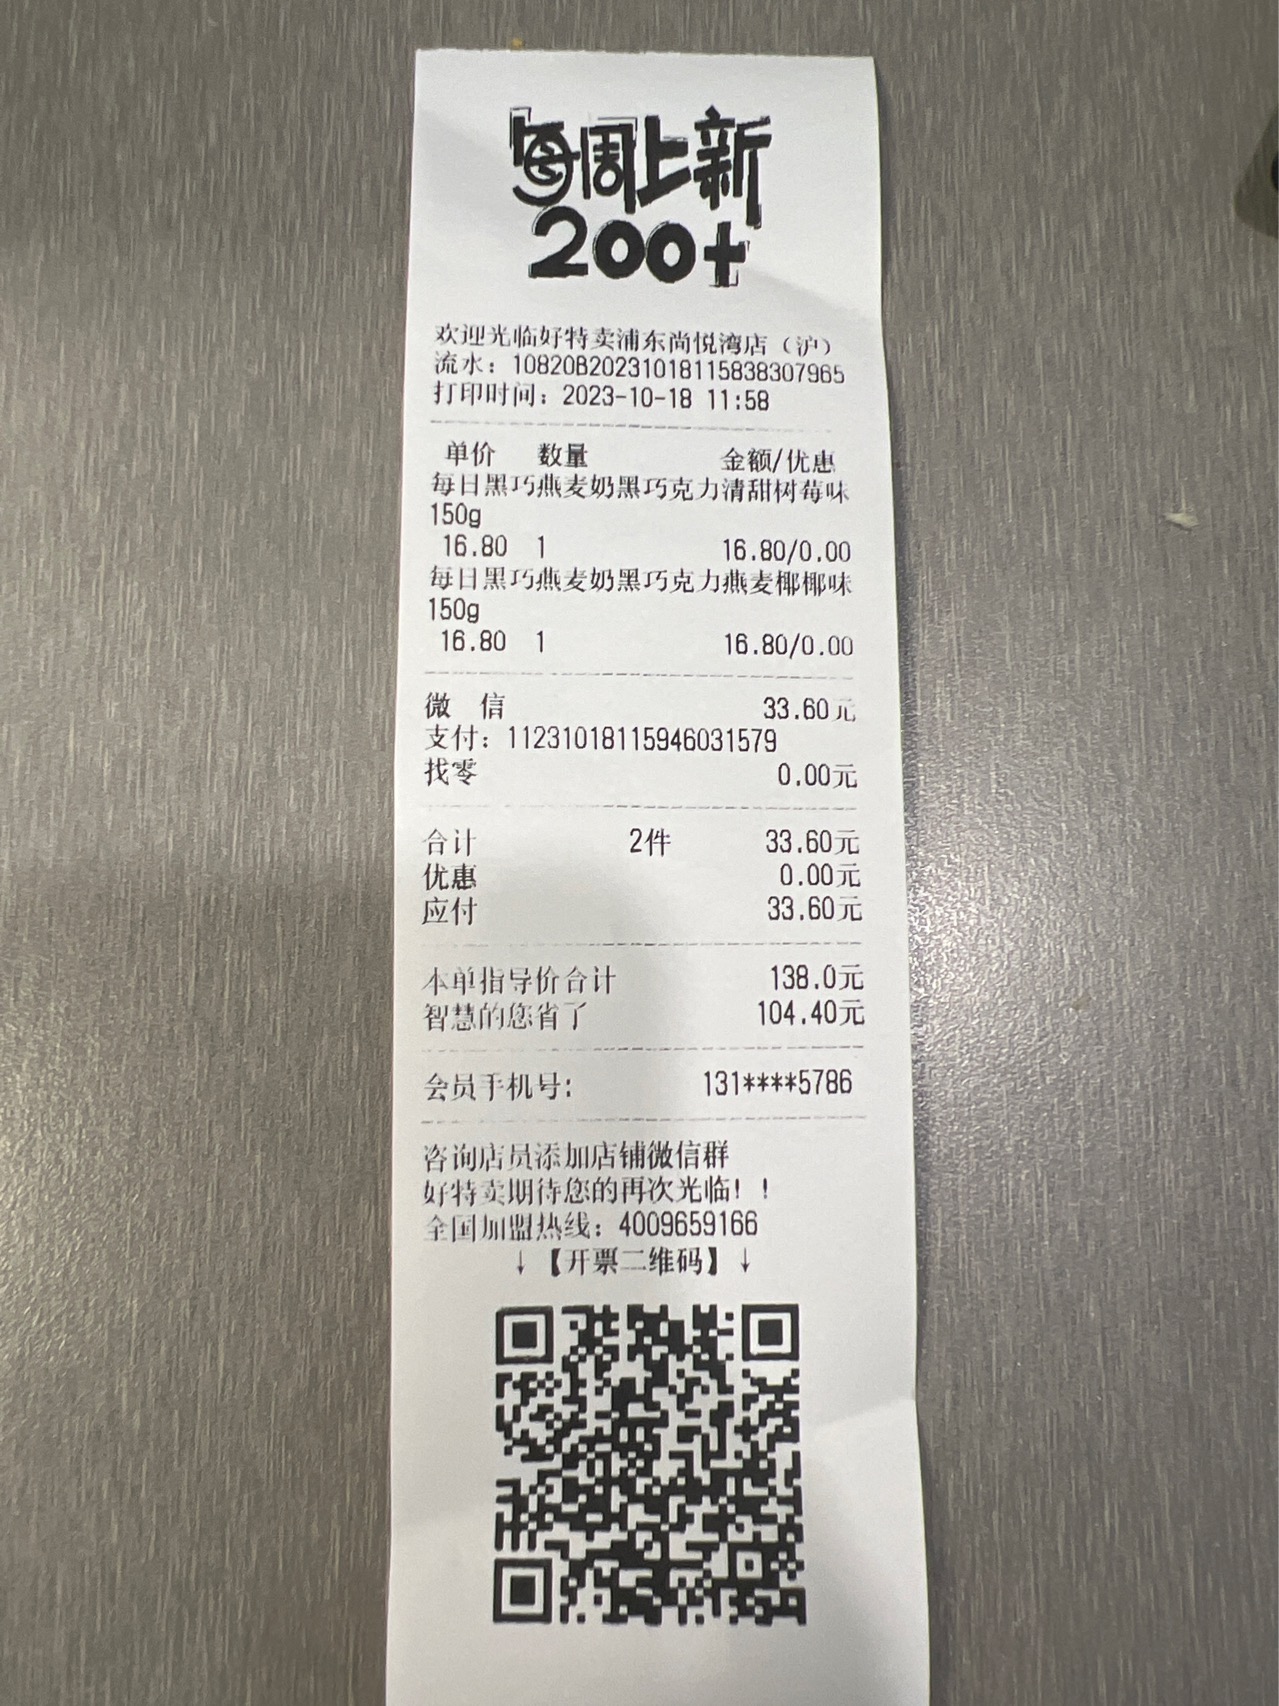 每周上新
200+
欢迎光临好特卖浦东尚悦湾店（沪）
流水：10820B20231018115838307965
打印时间：2023-10-18 11:58
单价 数量 金额/优惠
每日黑巧燕麦奶黑巧克力清甜树莓味
150g
16.80 1 16.80/0.00
每日黑巧燕麦奶黑巧克力燕麦椰椰味
150g
16.80 1 16.80/0.00
微 信 33.60元
支付：11231018115946031579
找零 0.00元
合计 2件 33.60元
优惠 0.00元
应付 33.60元
本单指导价合计 138.0元
智慧的您省了 104.40元
会员手机号: 131****5786
咨询店员添加店铺微信群
好特卖期待您的再次光临！！
全国加盟热线：4009659166
↓【开票二维码】↓